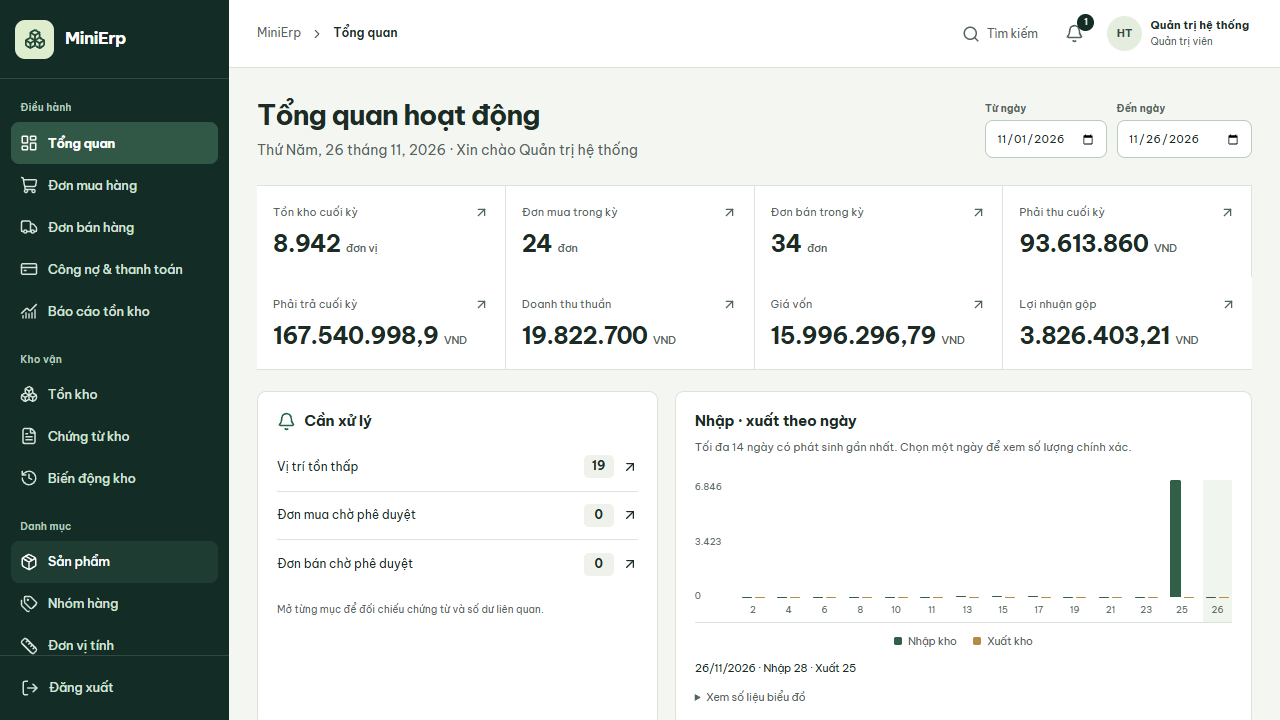 MiniErp
Điều hành
Tổng quan
Đơn mua hàng
Đơn bán hàng
Công nợ & thanh toán
Báo cáo tồn kho
Kho vận
Tồn kho
Chứng từ kho
Biến động kho
Danh mục
Sản phẩm
Nhóm hàng
Đơn vị tính
Đăng xuất
MiniErp > Tổng quan
Tìm kiếm
1
HT
Quản trị hệ thống
Quản trị viên
Tổng quan hoạt động
Thứ Năm, 26 tháng 11, 2026 · Xin chào Quản trị hệ thống
Từ ngày
11/01/2026
Đến ngày
11/26/2026
Tồn kho cuối kỳ
8.942 đơn vị
Đơn mua trong kỳ
24 đơn
Đơn bán trong kỳ
34 đơn
Phải thu cuối kỳ
93.613.860 VND
Phải trả cuối kỳ
167.540.998,9 VND
Doanh thu thuần
19.822.700 VND
Giá vốn
15.996.296,79 VND
Lợi nhuận gộp
3.826.403,21 VND
Cần xử lý
Vị trí tồn thấp 19
Đơn mua chờ phê duyệt 0
Đơn bán chờ phê duyệt 0
Mở từng mục để đối chiếu chứng từ và số dư liên quan.
Nhập · xuất theo ngày
Tối đa 14 ngày có phát sinh gần nhất. Chọn một ngày để xem số lượng chính xác.
6.846
3.423
0
2 4 6 8 10 11 13 15 17 19 21 23 25 26
Nhập kho Xuất kho
26/11/2026 · Nhập 28 · Xuất 25
Xem số liệu biểu đồ